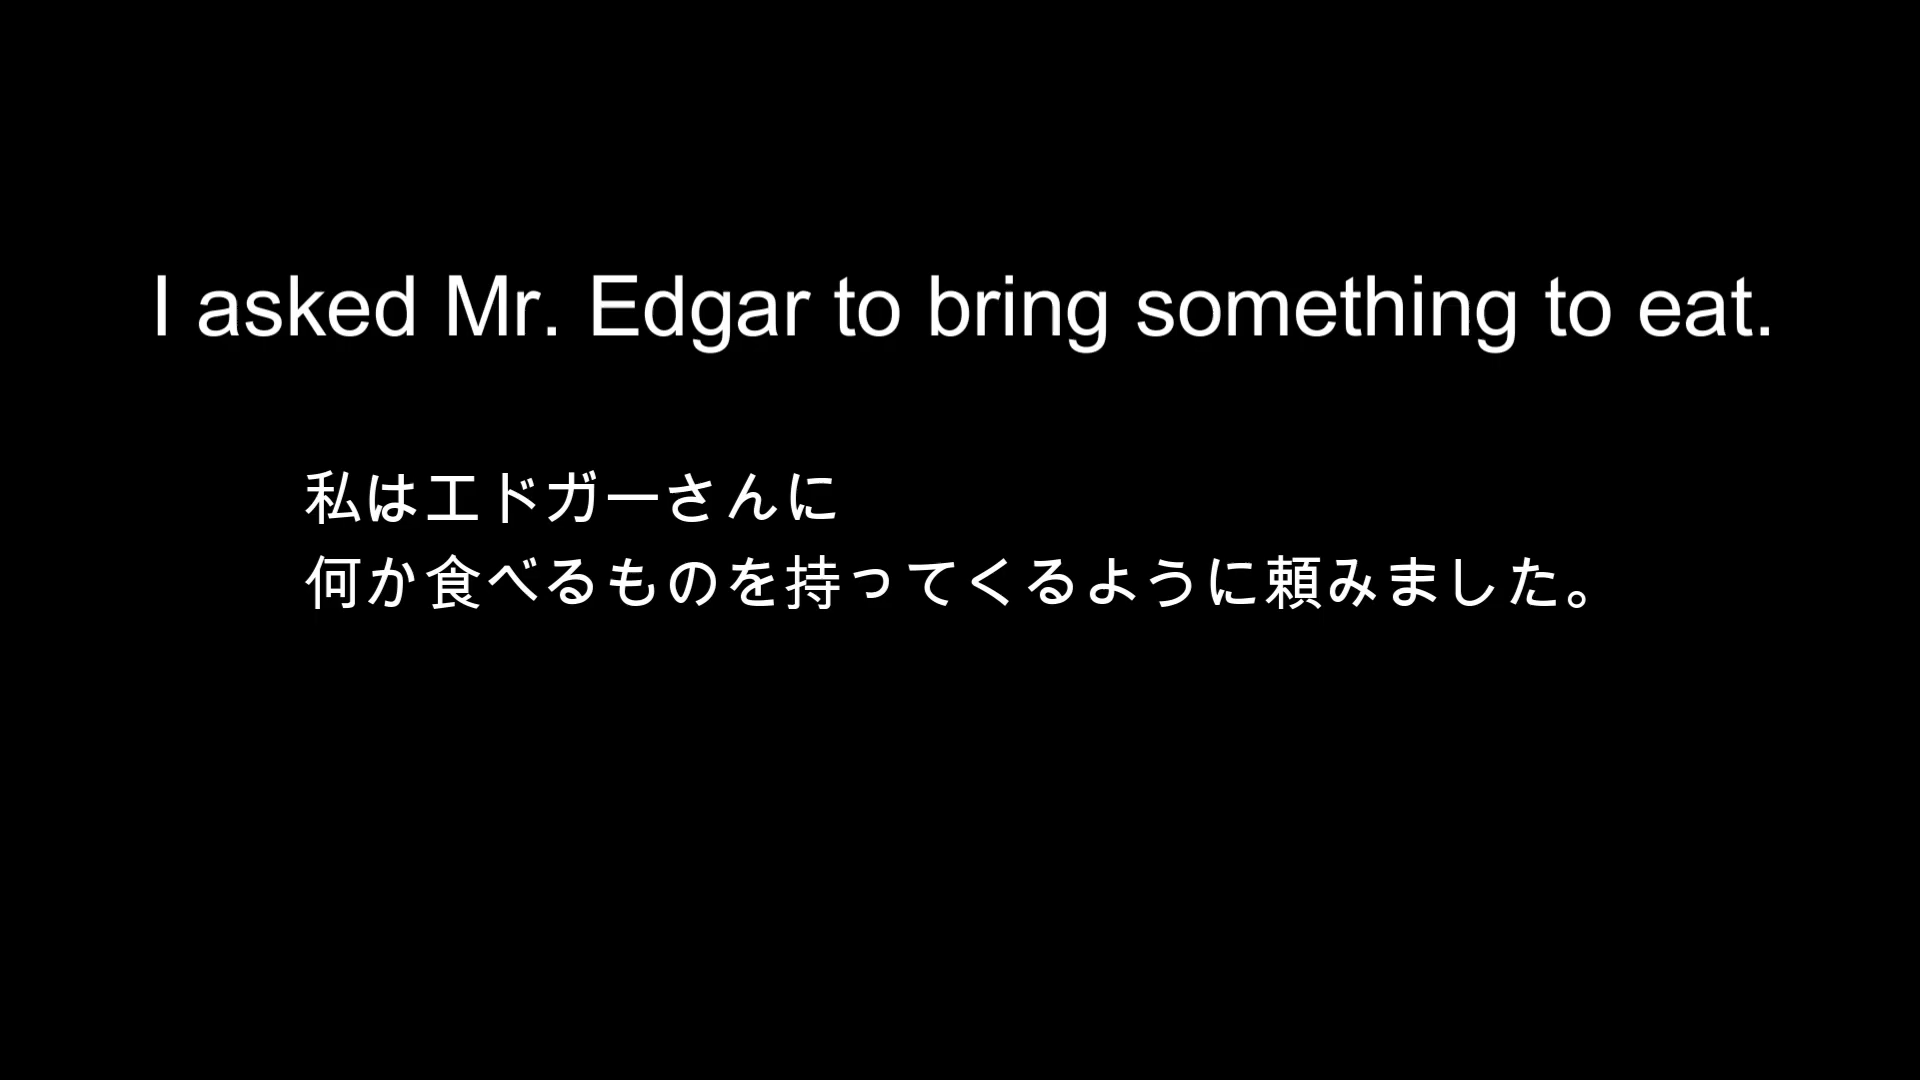 I asked Mr. Edgar to bring something to eat.
私はエドガーさんに
何か食べるものを持ってくるように頼みました。